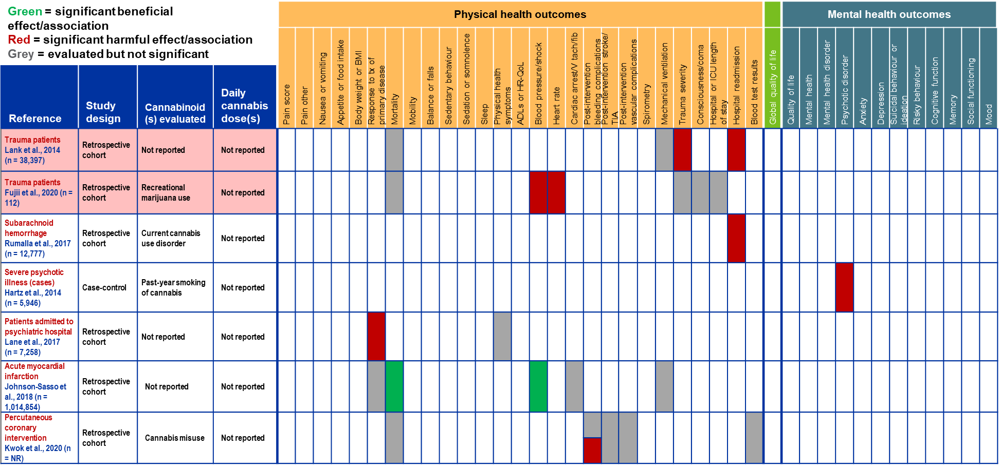 Green = significant beneficial
effect/association
Red = significant harmful effect/association
Grey = evaluated but not significant
Physical health outcomes
Mental health outcomes
Reference
Study
design
Cannabinoid
(s) evaluated
Daily
cannabis
dose(s)
Pain score
Pain other
Nausea or vomiting
Appetite or food intake
Body weight or BMI
Response to tx of
primary disease
Mortality
Mobility
Balance or falls
Sedentary behaviour
Sedation or somnolence
Sleep
Physical health
symptoms
ADLs or HR-QoL
Blood pressure/shock
Heart rate
Cardiac arrest/V tach/fib
Post-intervention
bleeding complications
Post-intervention stroke/
TIA
Post-intervention
vascular complications
Spirometry
Mechanical ventilation
Trauma severity
Consciousness/coma
Hospital or ICU length
of stay
Hospital readmission
Blood test results
Global quality of life
Quality of life
Mental health
Mental health disorder
Psychotic disorder
Anxiety
Depression
Suicidal behaviour or
ideation
Risky behaviour
Cognitive function
Memory
Social functioning
Mood
Trauma patients
Lank et al., 2014
(n = 38,397)
Retrospective
cohort
Not reported
Not reported
Trauma patients
Fujii et al., 2020 (n =
112)
Retrospective
cohort
Recreational
marijuana use
Not reported
Subarachnoid
hemorrhage
Rumalla et al., 2017
(n = 12,777)
Retrospective
cohort
Current cannabis
use disorder
Not reported
Severe psychotic
illness (cases)
Hartz et al., 2014
(n = 5,946)
Case-control
Past-year smoking
of cannabis
Not reported
Patients admitted to
psychiatric hospital
Lane et al., 2017
(n = 7,258)
Retrospective
cohort
Not reported
Not reported
Acute myocardial
infarction
Johnson-Sasso et
al., 2018 (n =
1,014,854)
Retrospective
cohort
Not reported
Not reported
Percutaneous
coronary
intervention
Kwok et al., 2020 (n
= NR)
Retrospective
cohort
Cannabis misuse
Not reported